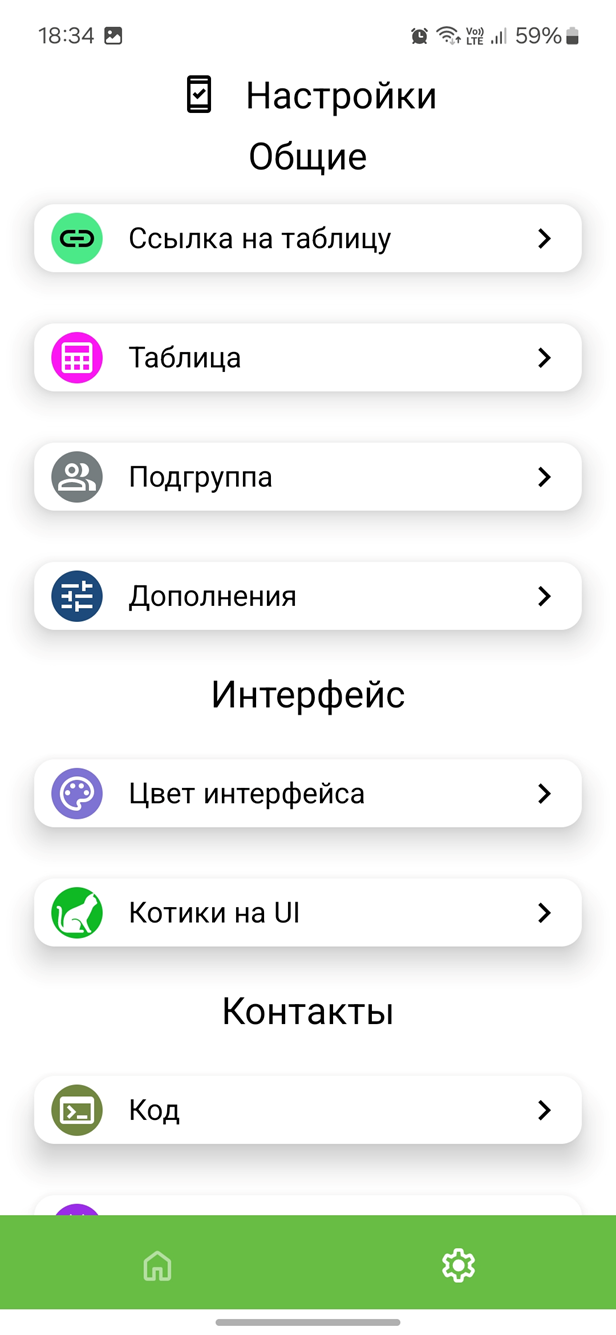 18:34 Vo)) LTE 59%
Настройки
Общие
Ссылка на таблицу
Таблица
Подгруппа
Дополнения
Интерфейс
Цвет интерфейса
Котики на UI
Контакты
Код